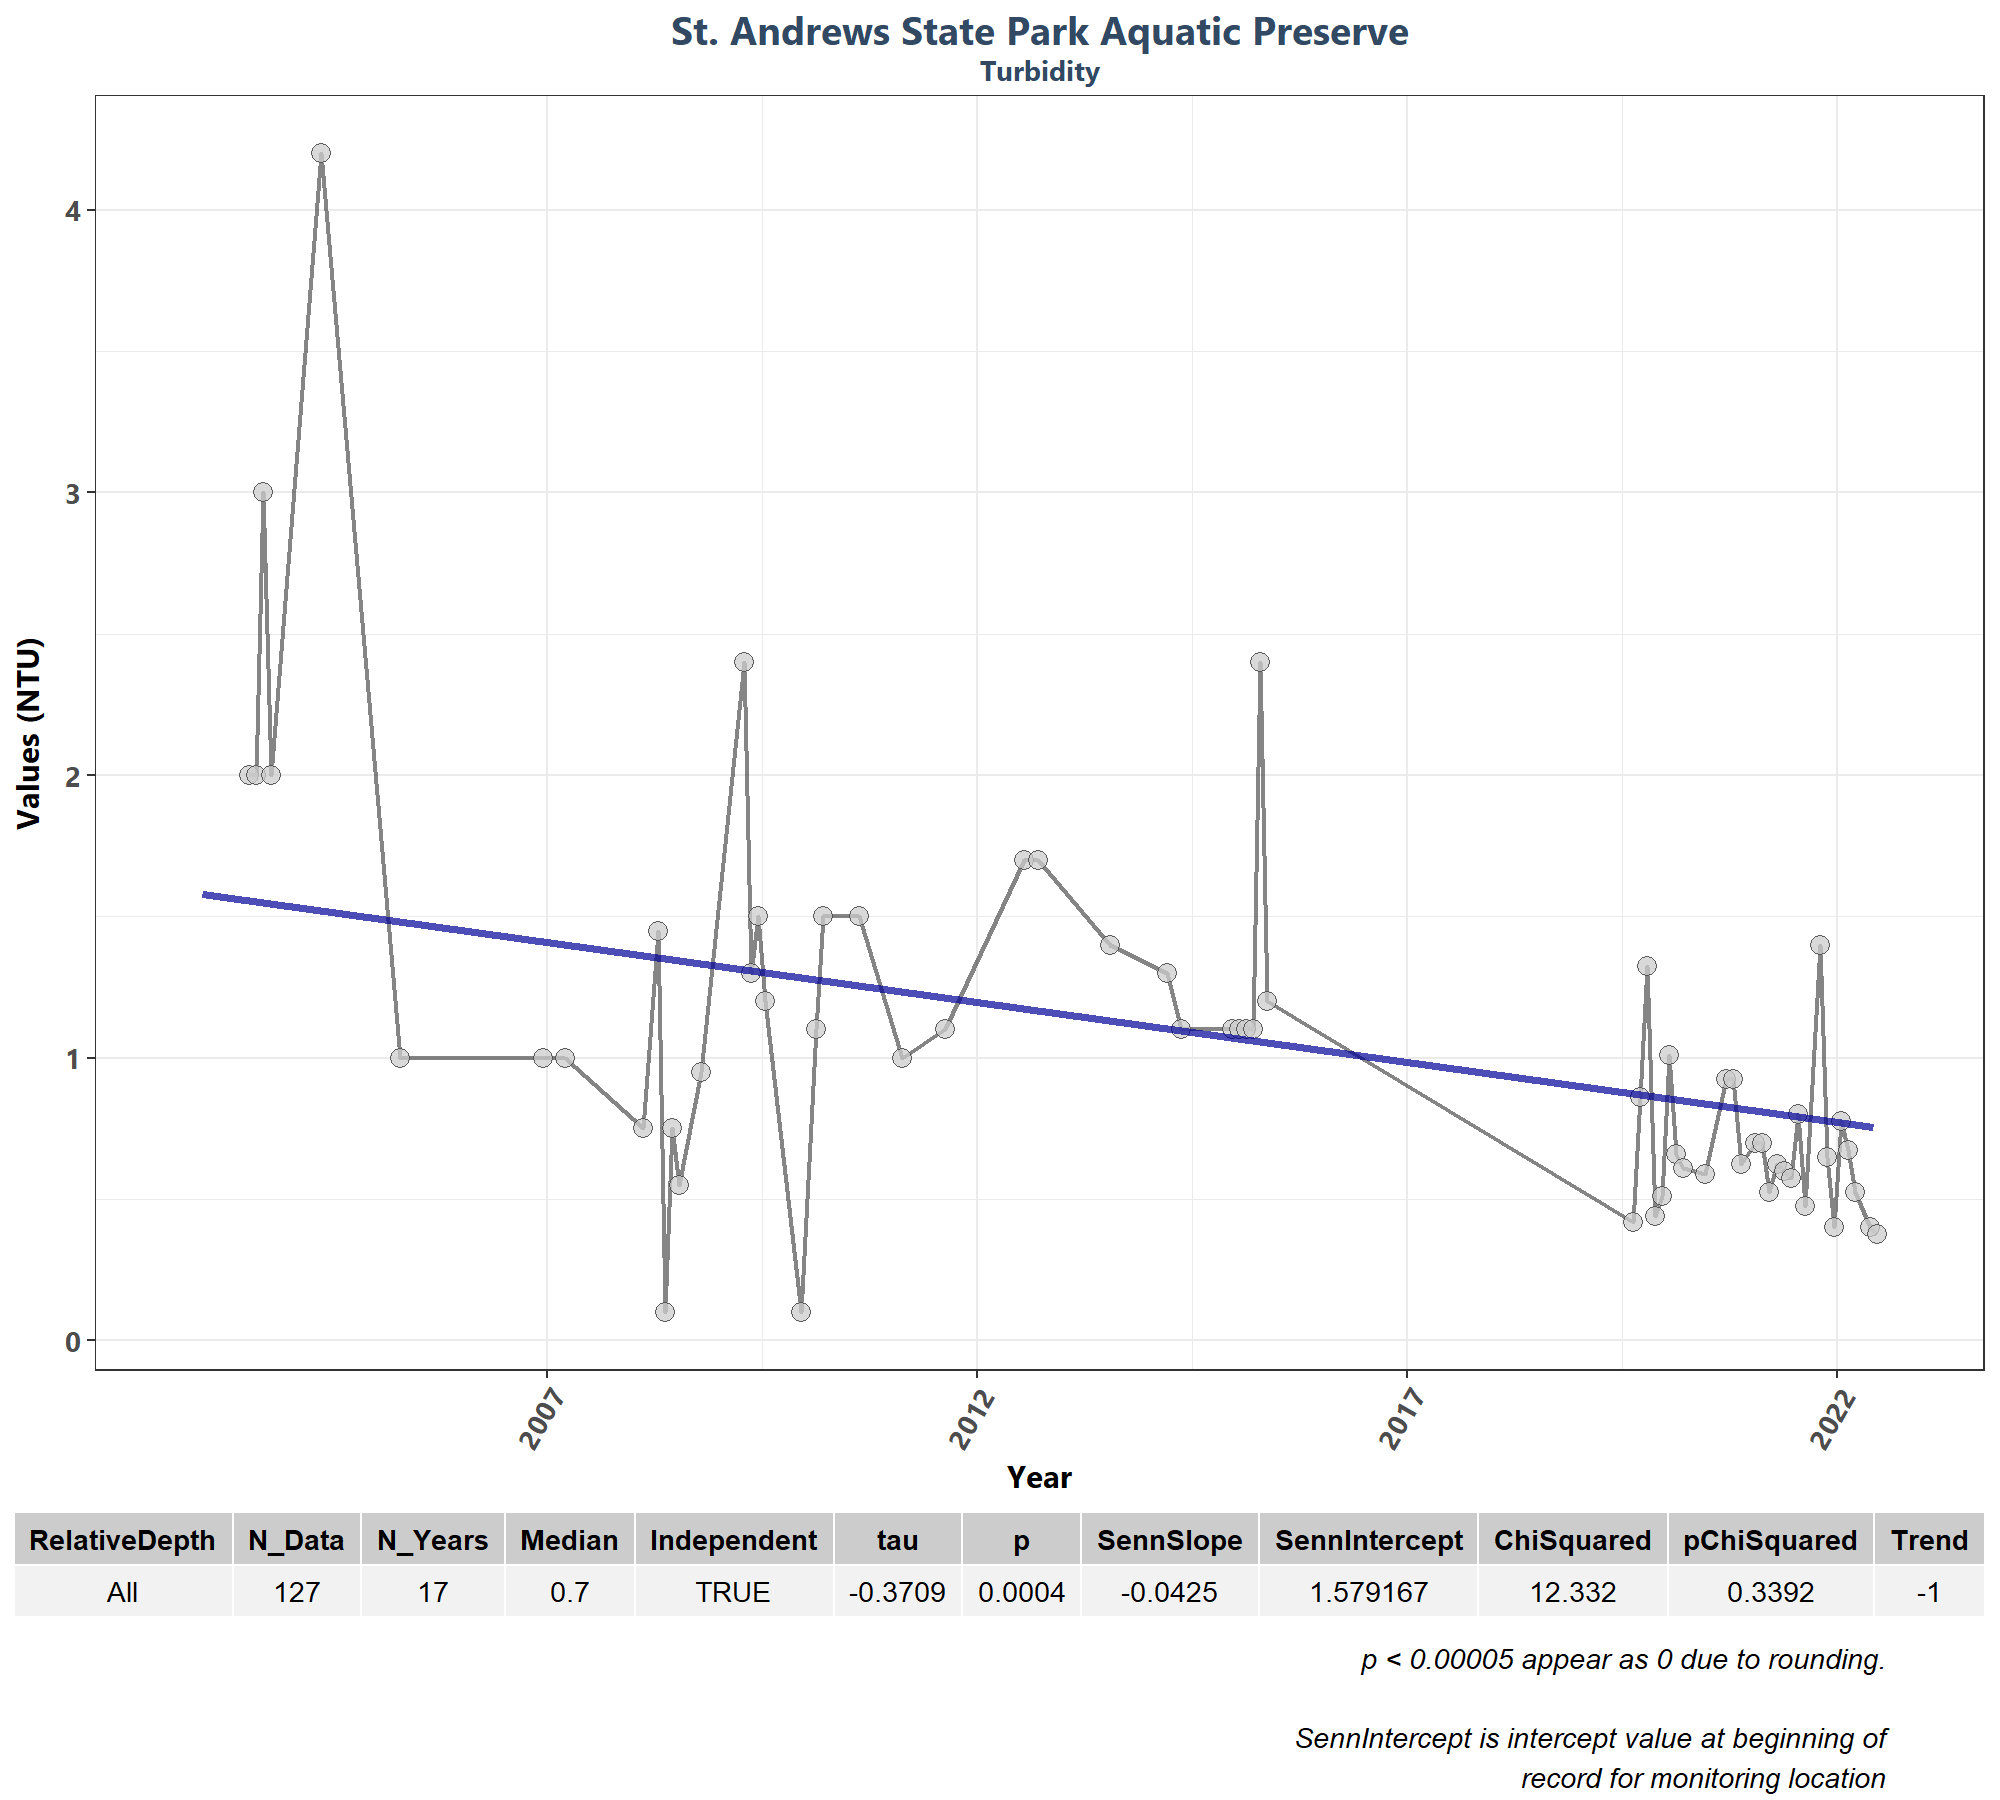 St. Andrews State Park Aquatic Preserve
Turbidity
Values (NTU)
4
3
2
1
0
2007 2012 2017 2022
Year
RelativeDepth N_Data N_Years Median Independent tau p SennSlope SennIntercept ChiSquared pChiSquared Trend
All 127 17 0.7 TRUE -0.3709 0.0004 -0.0425 1.579167 12.332 0.3392 -1
p < 0.00005 appear as 0 due to rounding.
SennIntercept is intercept value at beginning of
record for monitoring location